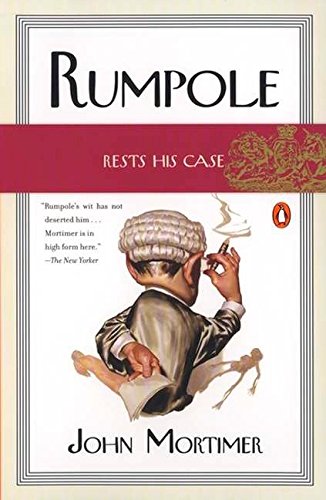 RUMPOLE
RESTS HIS CASE
"Rumpole's wit has not
deserted him . . .
Mortimer is in
high form here."
—The New Yorker
JOHN MORTIMER